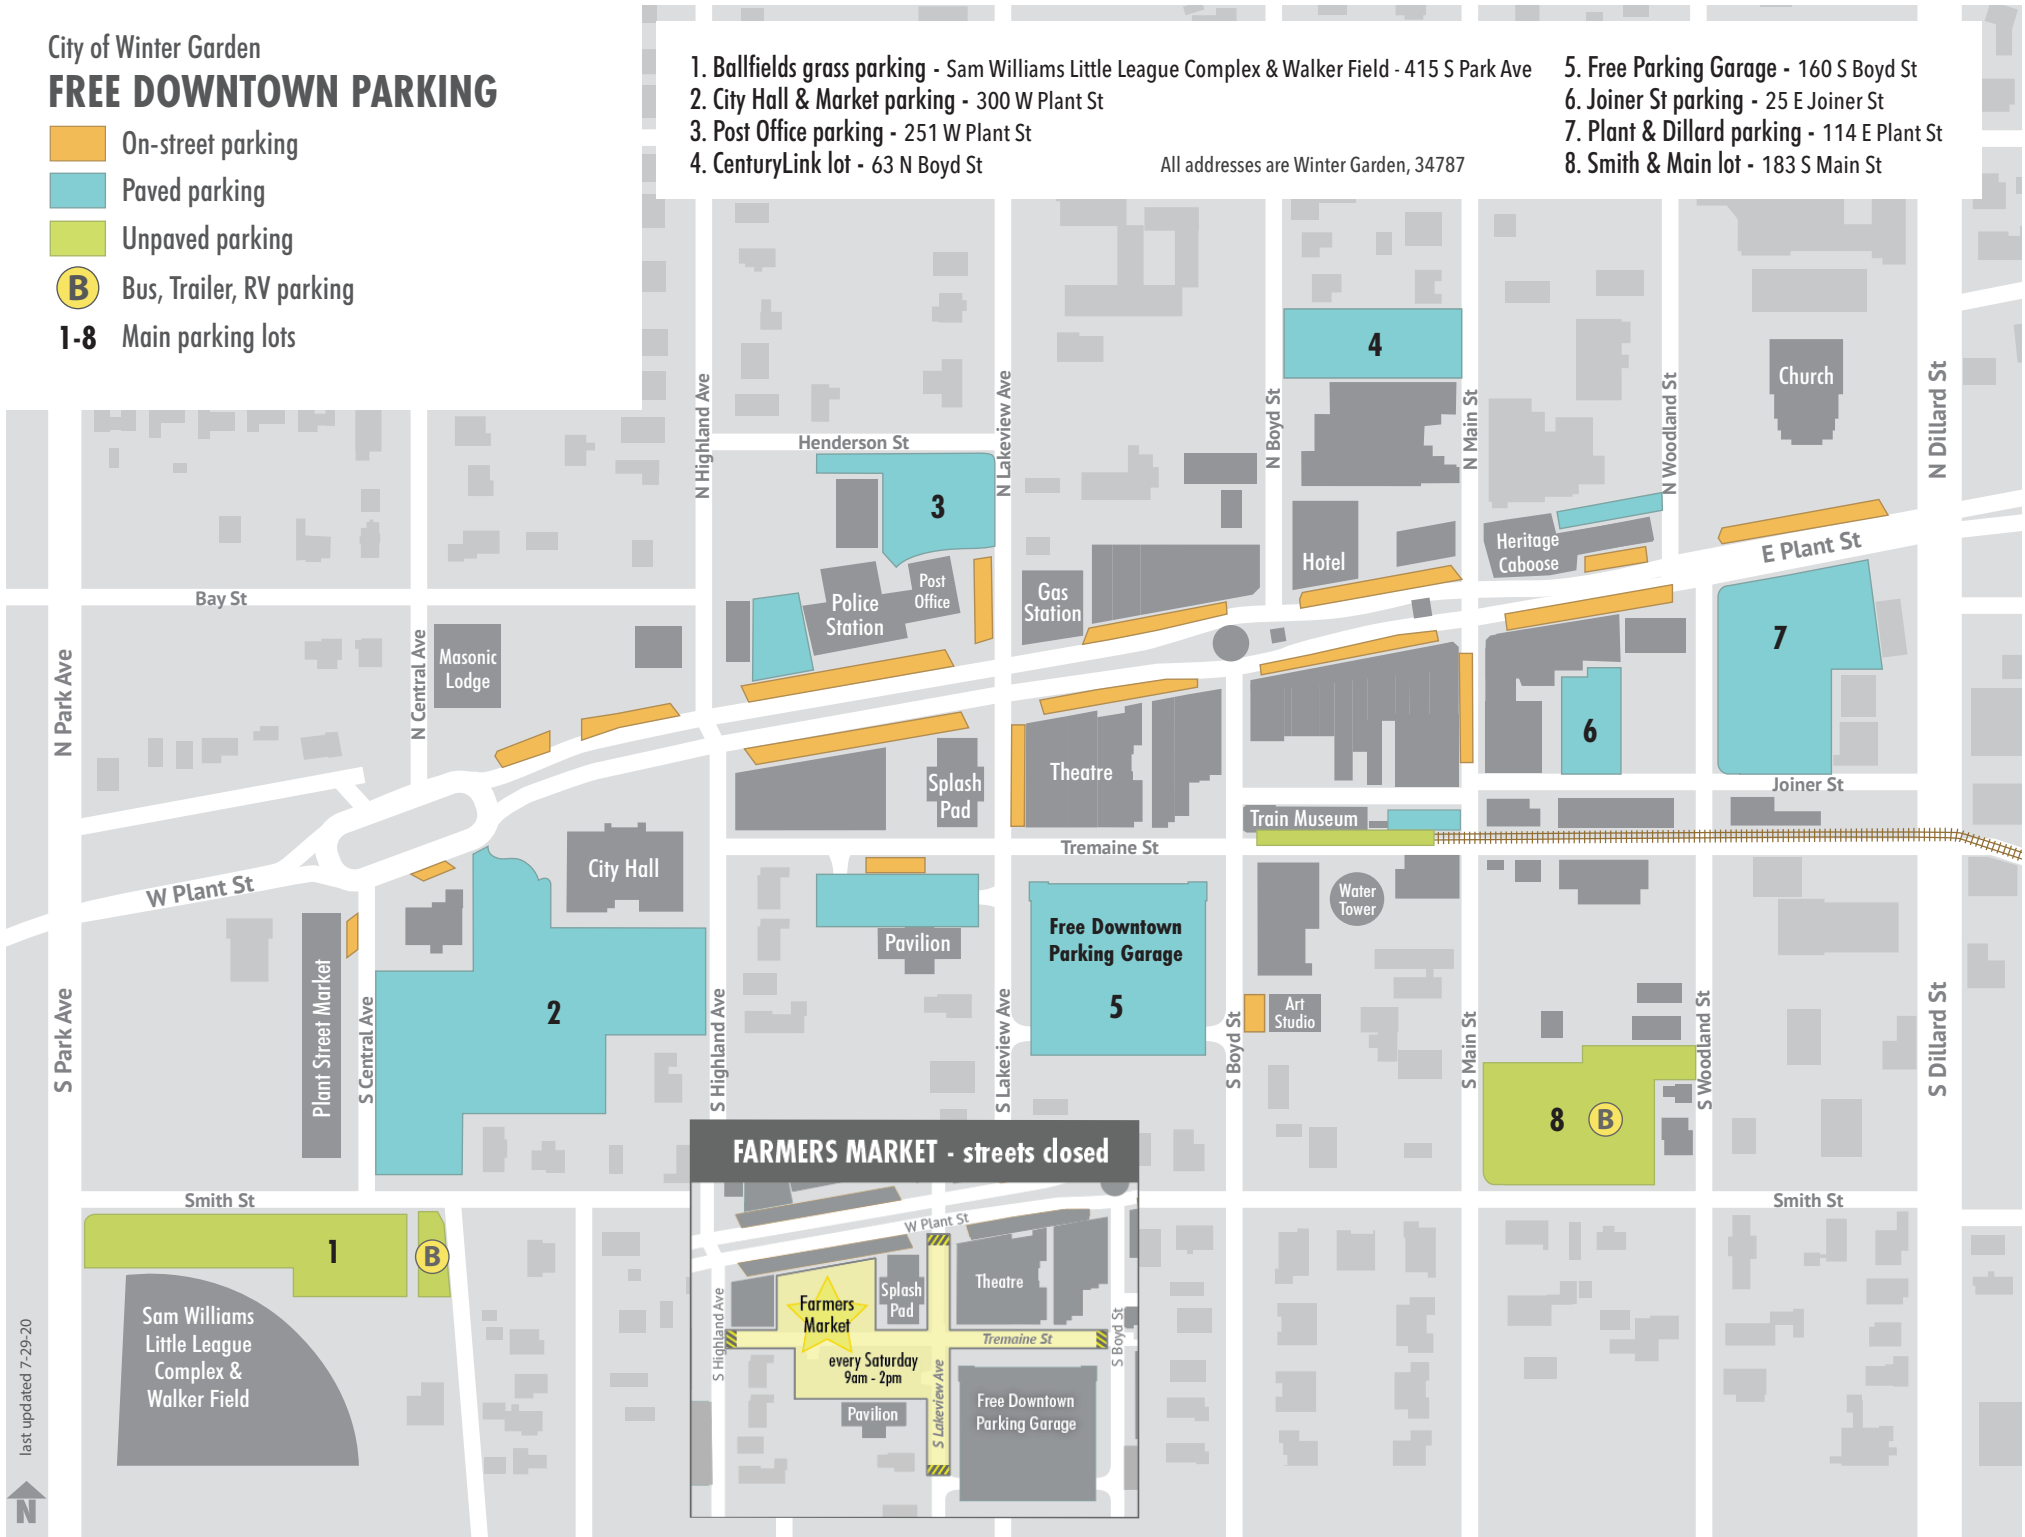 City of Winter Garden
FREE DOWNTOWN PARKING
On-street parking
Paved parking
Unpaved parking
B Bus, Trailer, RV parking
1-8 Main parking lots
1. Ballfields grass parking - Sam Williams Little League Complex & Walker Field - 415 S Park Ave
2. City Hall & Market parking - 300 W Plant St
3. Post Office parking - 251 W Plant St
4. CenturyLink lot - 63 N Boyd St
All addresses are Winter Garden, 34787
5. Free Parking Garage - 160 S Boyd St
6. Joiner St parking - 25 E Joiner St
7. Plant & Dillard parking - 114 E Plant St
8. Smith & Main lot - 183 S Main St
4
Church
N Highland Ave
N Lakeview Ave
N Boyd St
N Main St
N Woodland St
N Dillard St
Henderson St
3
Heritage
Caboose
E Plant St
Hotel
Post
Office
Gas
Station
Police
Station
Bay St
N Park Ave
N Central Ave
Masonic
Lodge
7
6
Splash
Pad
Theatre
Joiner St
Train Museum
Tremaine St
City Hall
W Plant St
Water
Tower
Pavilion
Free Downtown
Parking Garage
5
Art
Studio
2
Plant Street Market
S Park Ave
S Central Ave
S Highland Ave
S Lakeview Ave
S Boyd St
S Main St
S Woodland St
S Dillard St
8
B
Smith St
Smith St
1
B
Sam Williams
Little League
Complex &
Walker Field
FARMERS MARKET - streets closed
W Plant St
Splash
Pad
Theatre
Farmers
Market
Tremaine St
every Saturday
9am - 2pm
Pavilion
Free Downtown
Parking Garage
S Highland Ave
S Lakeview Ave
S Boyd St
last updated 7-29-20
N